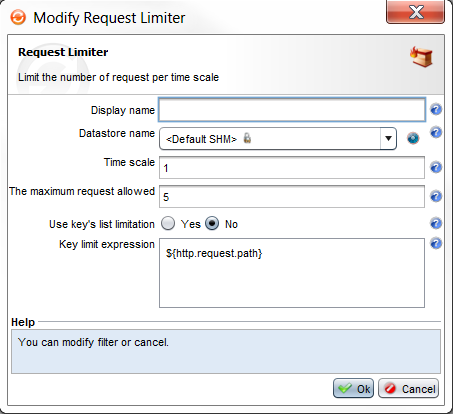 Modify Request Limiter
Request Limiter
Limit the number of request per time scale
Display name
Datastore name <Default SHM>
Time scale 1
The maximum request allowed 5
Use key's list limitation Yes No
Key limit expression ${http.request.path}
Help
You can modify filter or cancel.
Ok Cancel